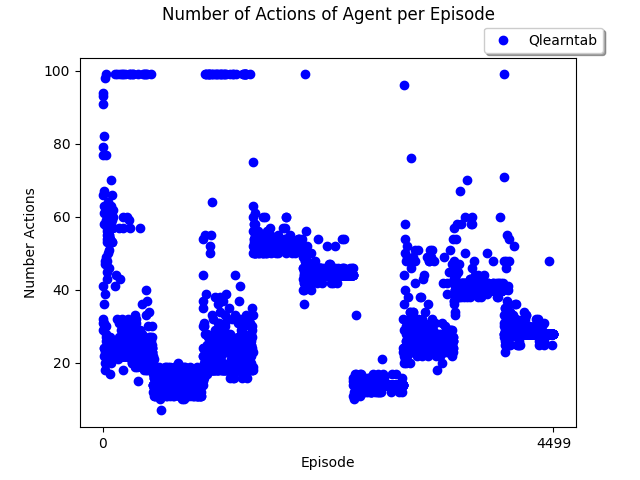 Number of Actions of Agent per Episode
Qlearntab
100
80
60
40
20
Number Actions
0
4499
Episode